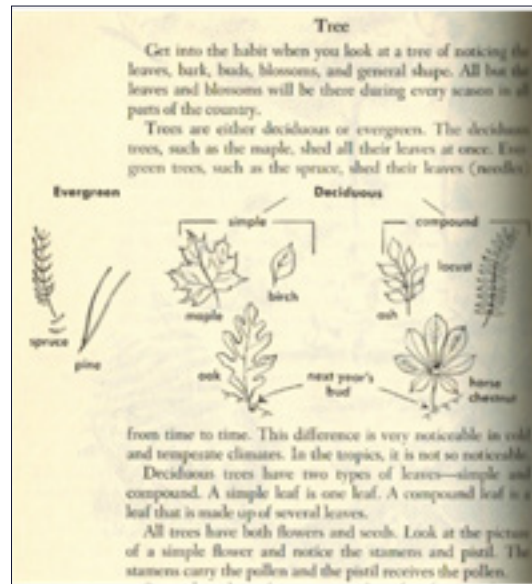 Tree
Get into the habit when you look at a tree of noticing the
leaves, bark, buds, blossoms, and general shape. All but the
leaves and blossoms will be there during every season in all
parts of the country.
Trees are either deciduous or evergreen. The deciduous
trees, such as the maple, shed all their leaves at once. Ever
green trees, such as the spruce, shed their leaves (needles)
Evergreen
Deciduous
simple
compound
maple
birch
ash
locust
spruce
pine
oak
next year's
bud
horse
chestnut
from time to time. This difference is very noticeable in cold
and temperate climates. In the tropics, it is not so noticeable.
Deciduous trees have two types of leaves—simple and
compound. A simple leaf is one leaf. A compound leaf is a
leaf that is made up of several leaves.
All trees have both flowers and seeds. Look at the picture
of a simple flower and notice the stamens and pistil. The
stamens carry the pollen and the pistil receives the pollen.